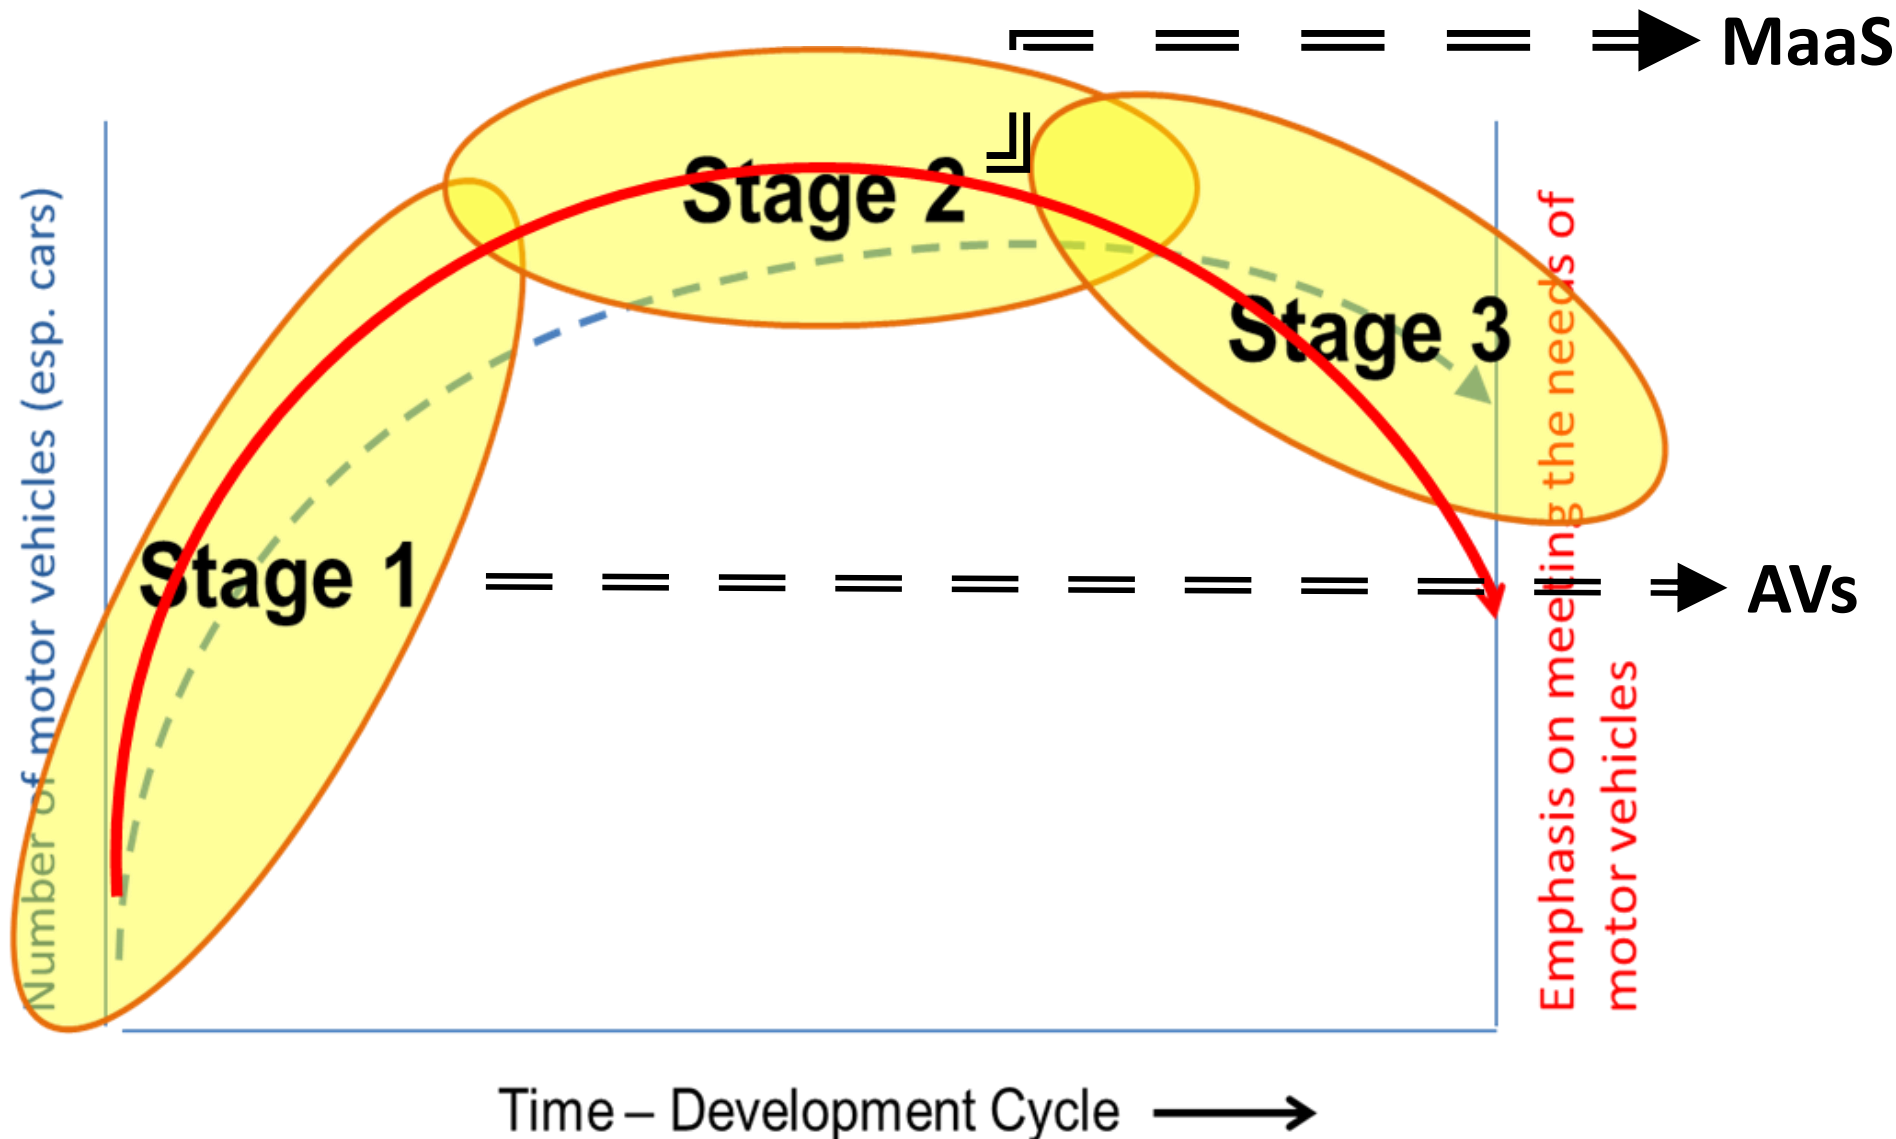 MaaS
Stage 2
Stage 3
Stage 1
AVs
Number of motor vehicles (esp. cars)
Emphasis on meeting the needs of
motor vehicles
Time – Development Cycle